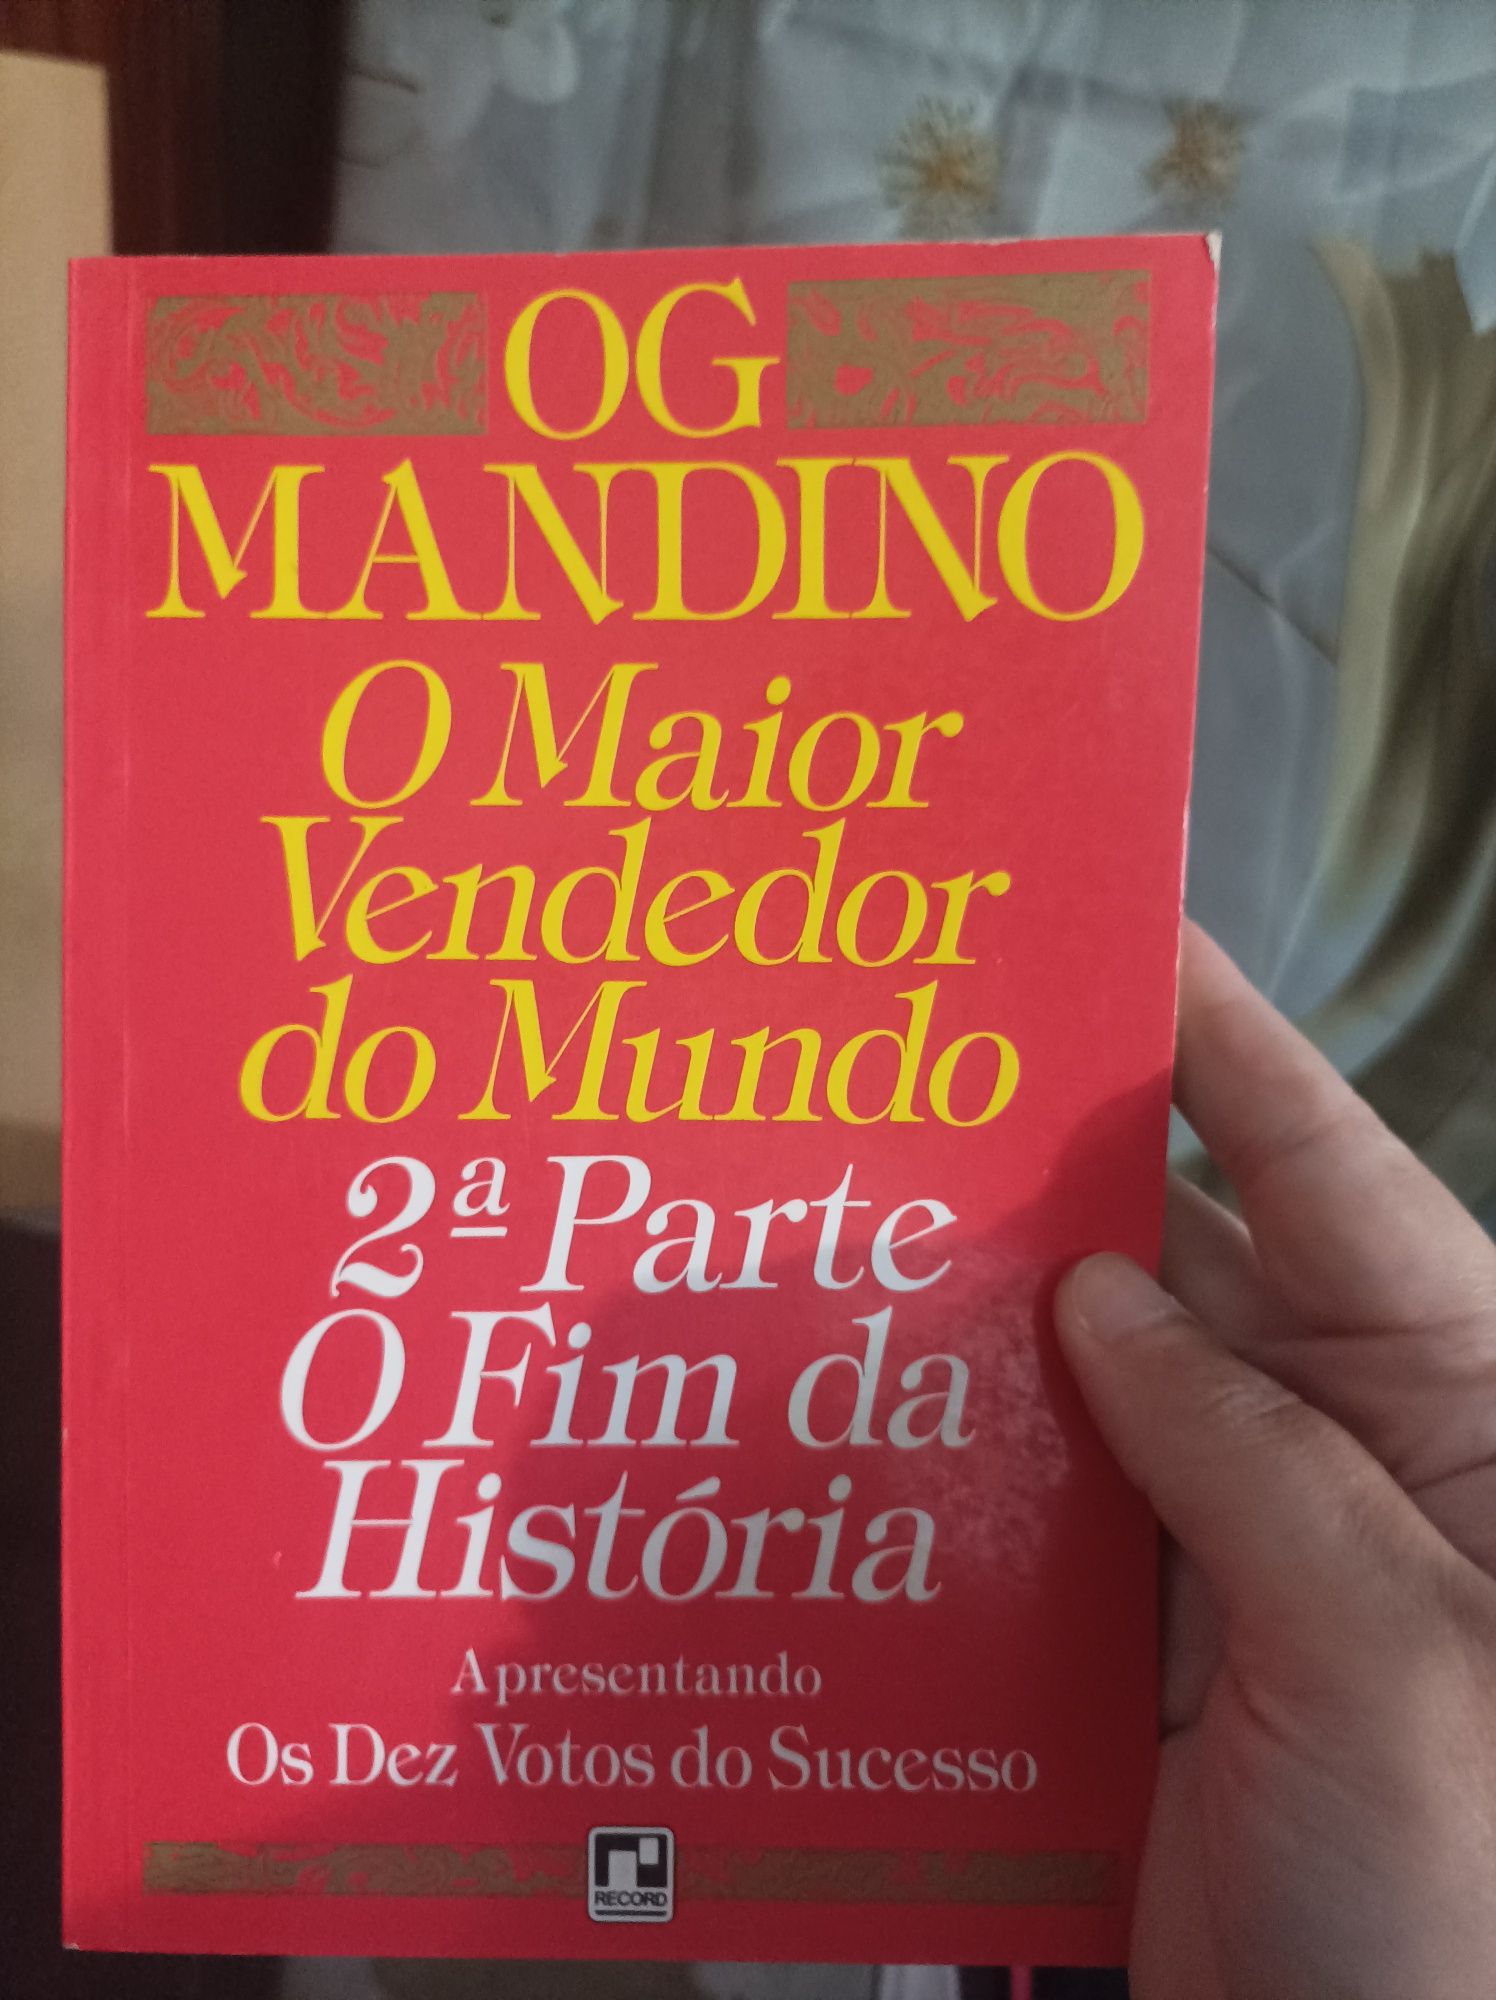 OG
MANDINO
O Maior
Vendedor
do Mundo
2ª Parte
O Fim da
História
Apresentando
Os Dez Votos do Sucesso
RECORD